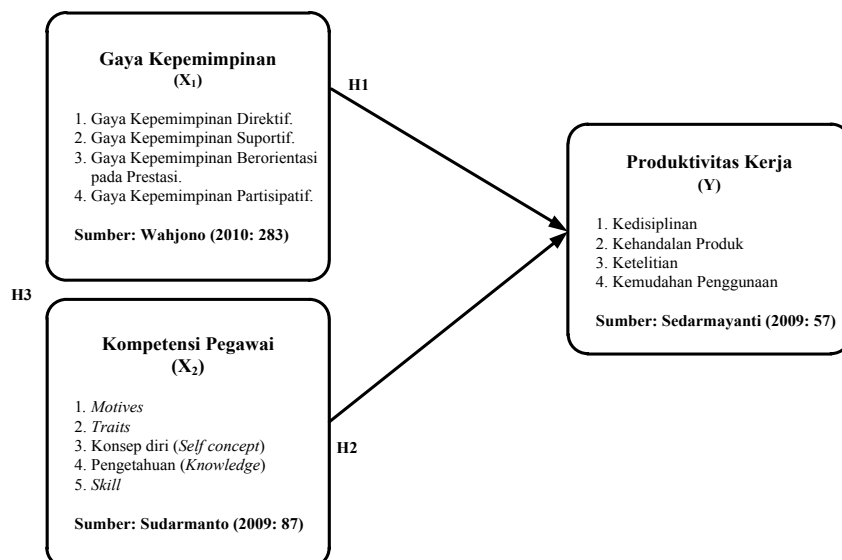 Gaya Kepemimpinan
(X₁)
1. Gaya Kepemimpinan Direktif.
2. Gaya Kepemimpinan Suportif.
3. Gaya Kepemimpinan Berorientasi
pada Prestasi.
4. Gaya Kepemimpinan Partisipatif.
Sumber: Wahjono (2010: 283)
H1
Produktivitas Kerja
(Y)
1. Kedisiplinan
2. Kehandalan Produk
3. Ketelitian
4. Kemudahan Penggunaan
Sumber: Sedarmayanti (2009: 57)
H3
Kompetensi Pegawai
(X₂)
1. Motives
2. Traits
3. Konsep diri (Self concept)
4. Pengetahuan (Knowledge)
5. Skill
Sumber: Sudarmanto (2009: 87)
H2